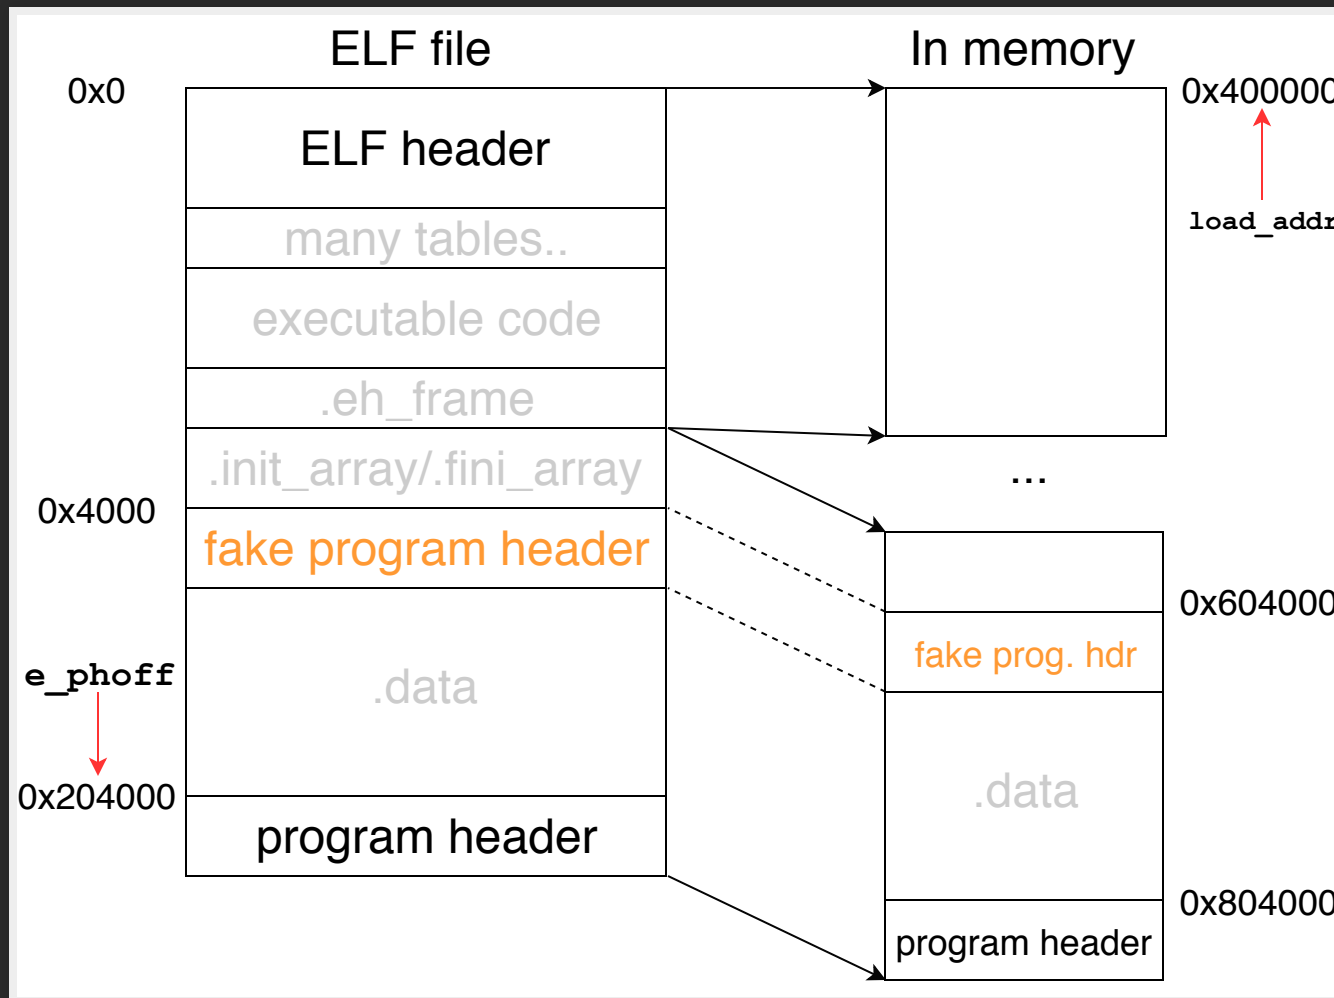 ELF file
In memory
0x0
0x400000
ELF header
load_addr
many tables..
executable code
.eh_frame
.init_array/.fini_array
...
0x4000
fake program header
0x604000
fake prog. hdr
e_phoff
.data
.data
0x204000
program header
0x804000
program header